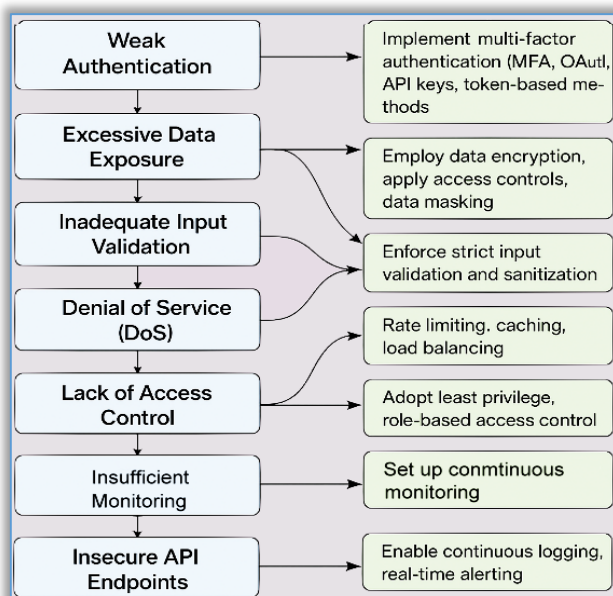 Weak
Authentication
Implement multi-factor
authentication (MFA, OAutl,
API keys, token-based me-
thods
Excessive Data
Exposure
Employ data encryption,
apply access controls,
data masking
Inadequate Input
Validation
Enforce strict input
validation and sanitization
Denial of Service
(DoS)
Rate limiting. caching,
load balancing
Lack of Access
Control
Adopt least privilege,
role-based access control
Insufficient
Monitoring
Set up conmtinuous
monitoring
Insecure API
Endpoints
Enable continuous logging,
real-time alerting